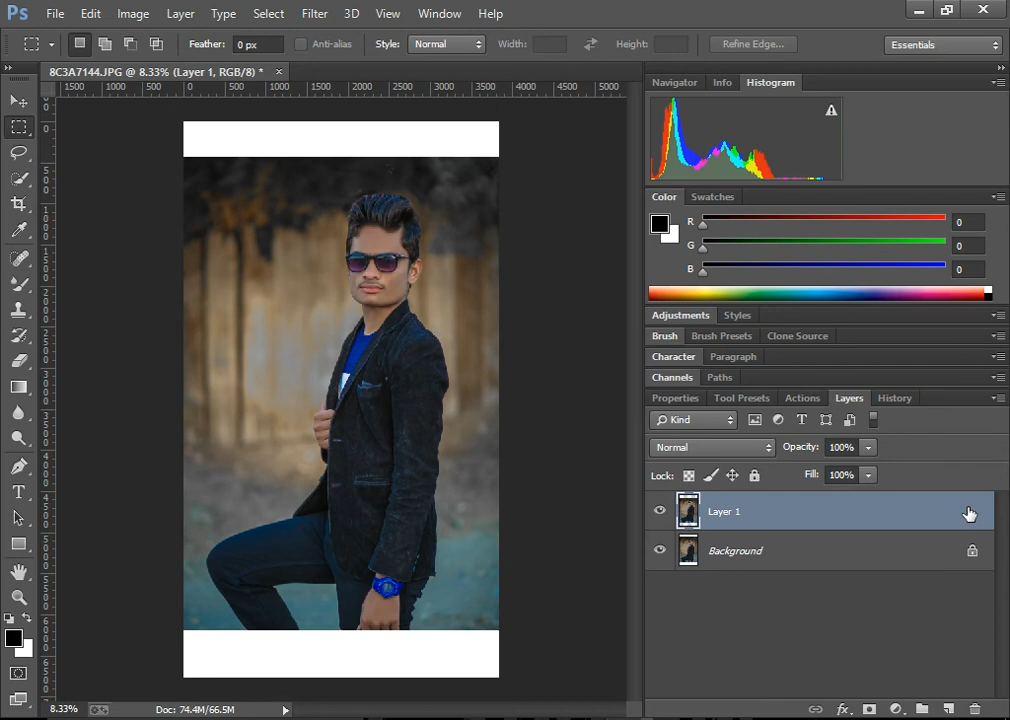 Ps File Edit Image Layer Type Select Filter 3D View Window Help
Feather: 0 px Anti-alias Style: Normal Width: Height: Refine Edge... Essentials
8C3A7144.JPG @ 8.33% (Layer 1, RGB/8) * ×
1500 1000 500 0 500 1000 1500 2000 2500 3000 3500 4000 4500 5000
Navigator Info Histogram
Color Swatches
R 0
G 0
B 0
Adjustments Styles
Brush Brush Presets Clone Source
Character Paragraph
Channels Paths
Properties Tool Presets Actions Layers History
Kind
Normal Opacity: 100%
Lock: Fill: 100%
Layer 1
Background
8.33% Doc: 74.4M/66.5M